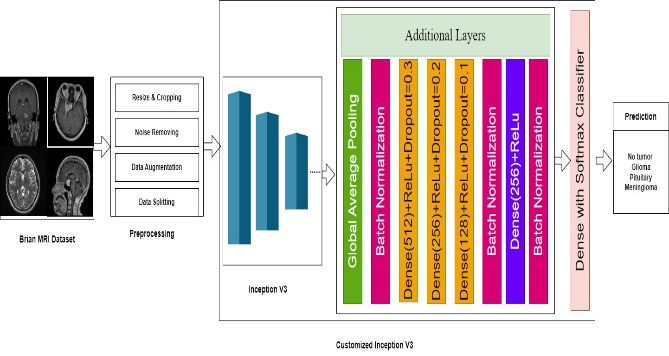 Brian MRI Dataset
Resize & Cropping
Noise Removing
Data Augmentation
Data Splitting
Preprocessing
Inception V3
Additional Layers
Global Average Pooling
Batch Normalization
Dense(512)+ReLu+Dropout=0.3
Dense(256)+ReLu+Dropout=0.2
Dense(128)+ReLu+Dropout=0.1
Batch Normalization
Dense(256)+ReLu
Batch Normalization
Dense with Softmax Classifier
Prediction
No tumor
Glioma
Pituitary
Meningioma
Customized Inception V3